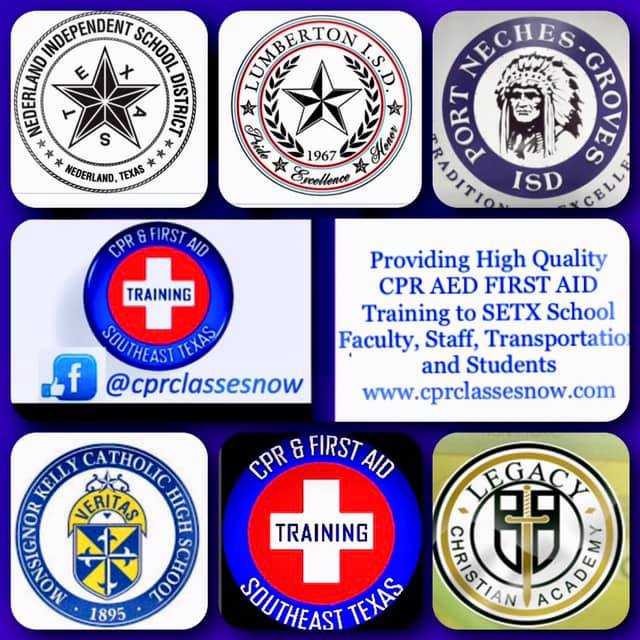 NEDERLAND INDEPENDENT SCHOOL DISTRICT
TEXAS
NEDERLAND, TEXAS
LUMBERTON I.S.D.
1967
Pride Excellence Honor
PORT NECHES-GROVES
ISD
TRADITION EXCELLE
CPR & FIRST AID
TRAINING
SOUTHEAST TEXAS
f @cprclassesnow
Providing High Quality
CPR AED FIRST AID
Training to SETX School
Faculty, Staff, Transportation
and Students
www.cprclassesnow.com
MONSIGNOR KELLY CATHOLIC HIGH SCHOOL
VERITAS
· 1895 ·
CPR & FIRST AID
TRAINING
SOUTHEAST TEXAS
LEGACY
CHRISTIAN ACADEMY